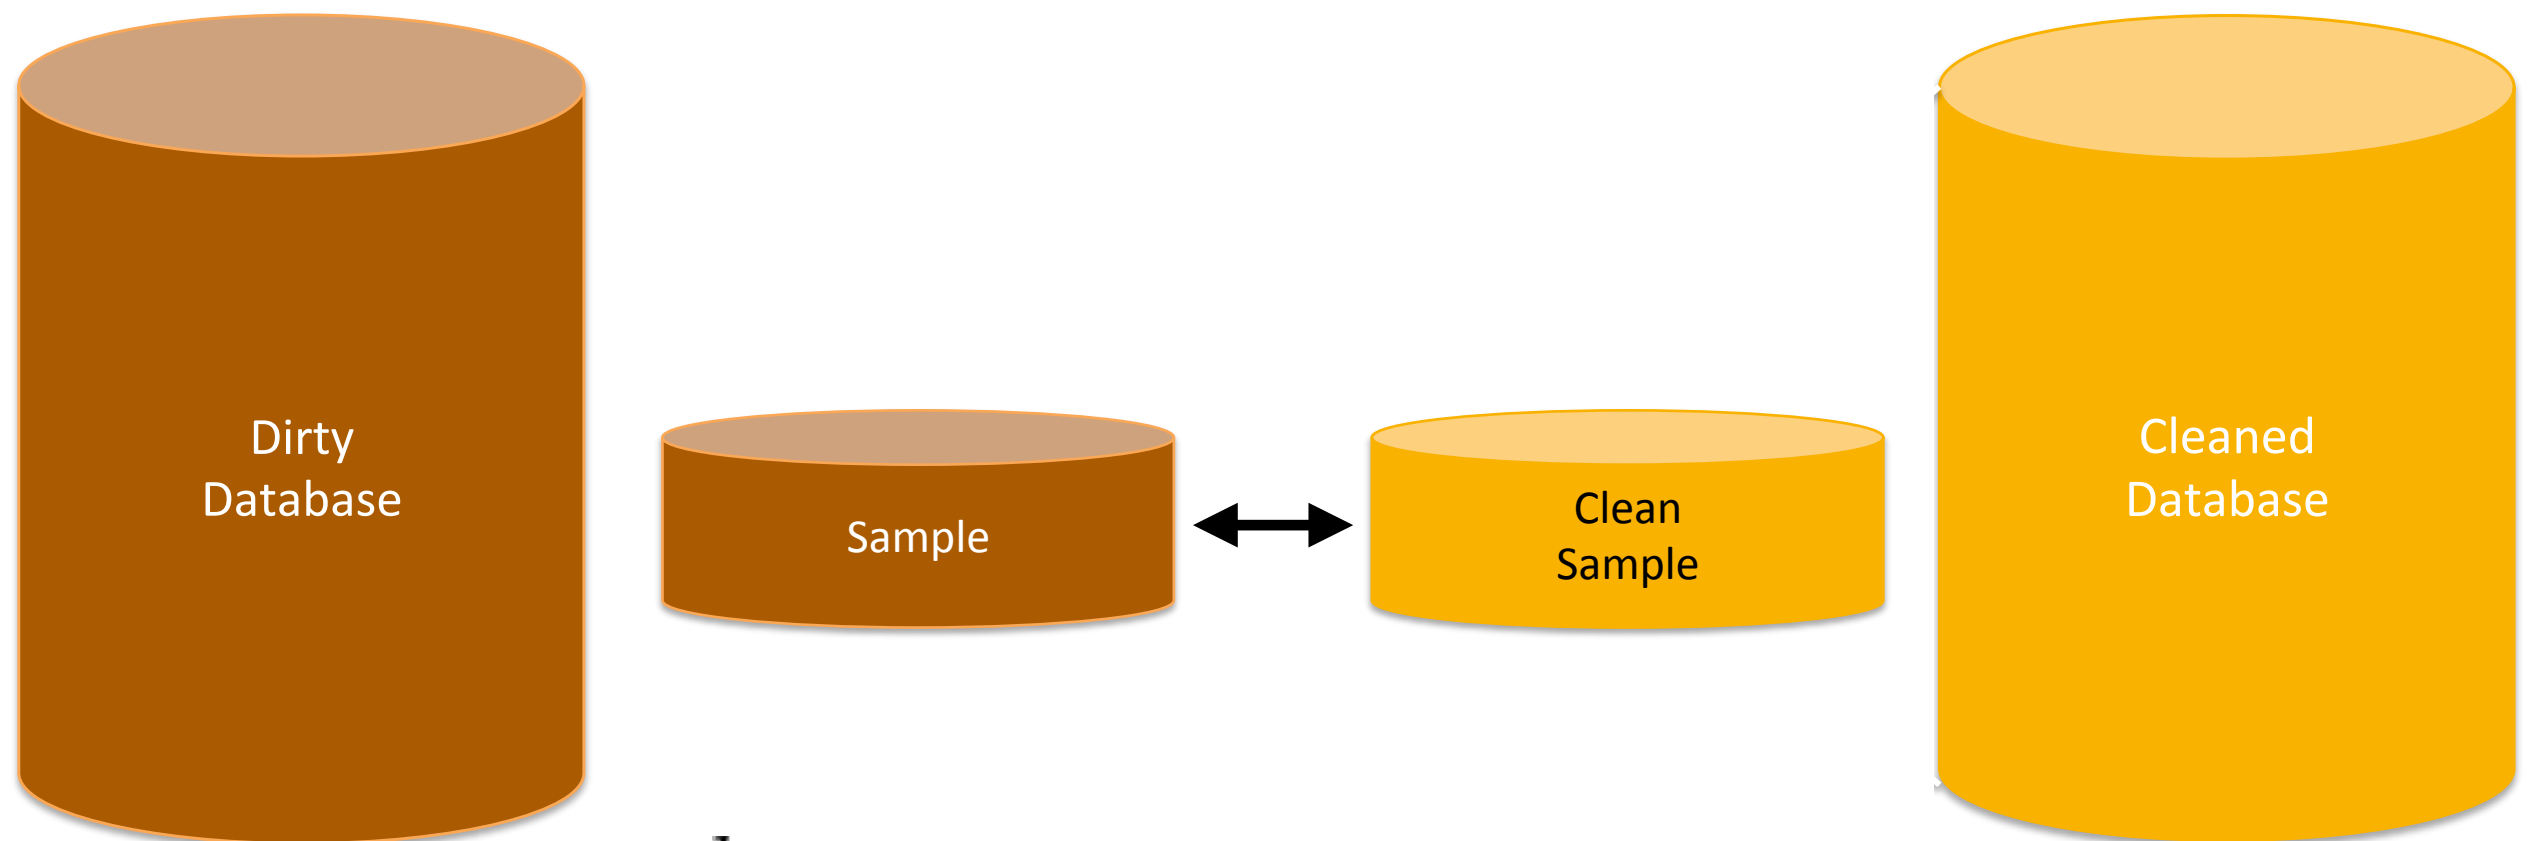 Dirty
Database
Sample
Clean
Sample
Cleaned
Database